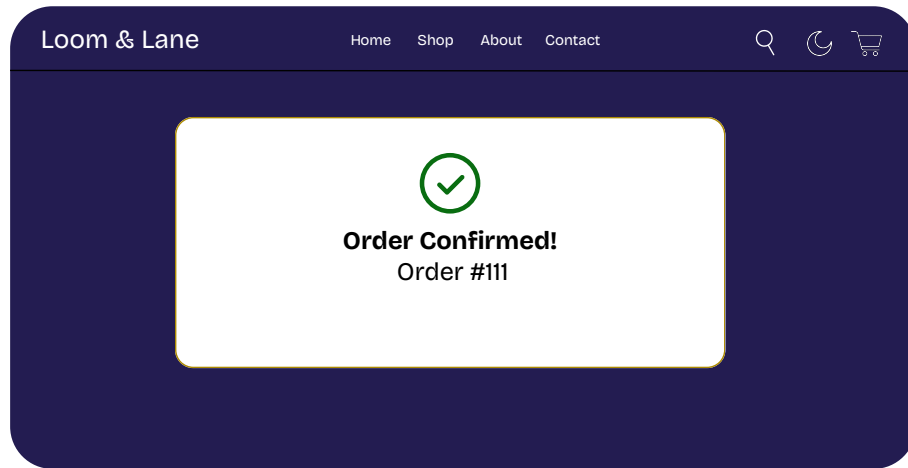 Loom & Lane
Home Shop About Contact
Order Confirmed!
Order #111